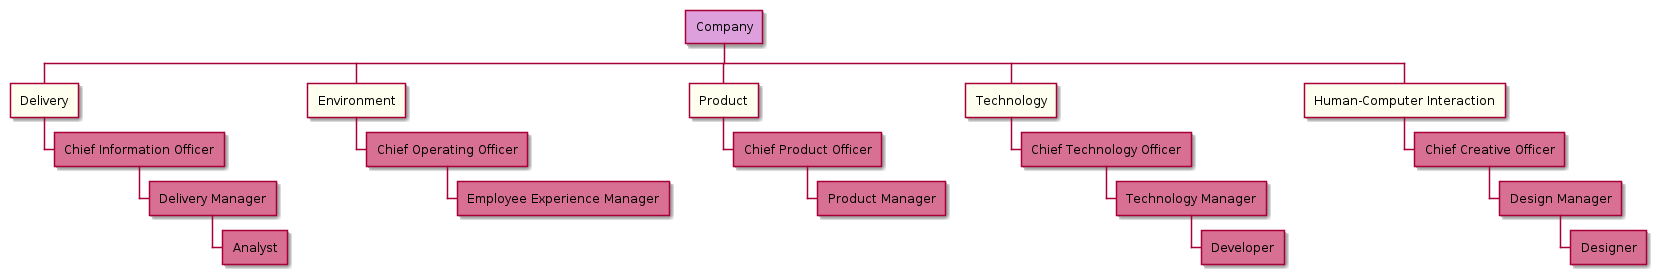 Company
Delivery
Environment
Product
Technology
Human-Computer Interaction
Chief Information Officer
Chief Operating Officer
Chief Product Officer
Chief Technology Officer
Chief Creative Officer
Delivery Manager
Employee Experience Manager
Product Manager
Technology Manager
Design Manager
Analyst
Developer
Designer